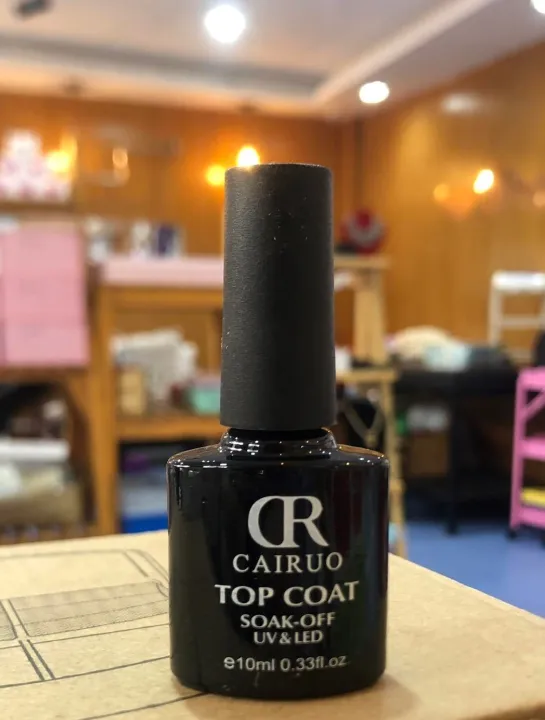 CR
CAIRUO
TOP COAT
SOAK-OFF
UV & LED
e10ml 0.33fl.oz